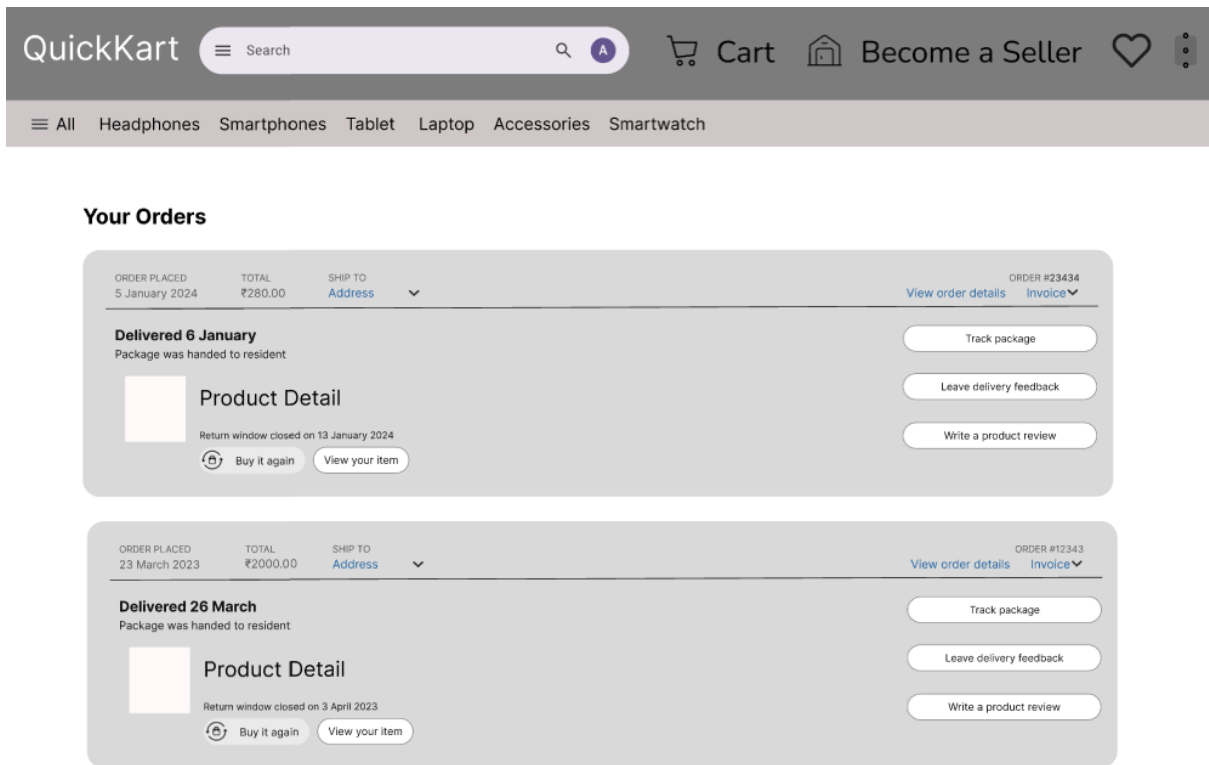 QuickKart Search A Cart Become a Seller
All Headphones Smartphones Tablet Laptop Accessories Smartwatch
Your Orders
ORDER PLACED TOTAL SHIP TO ORDER #23434
5 January 2024 ₹280.00 Address View order details Invoice
Delivered 6 January
Package was handed to resident
Track package
Leave delivery feedback
Write a product review
Product Detail
Return window closed on 13 January 2024
Buy it again View your item
ORDER PLACED TOTAL SHIP TO ORDER #12343
23 March 2023 ₹2000.00 Address View order details Invoice
Delivered 26 March
Package was handed to resident
Track package
Leave delivery feedback
Write a product review
Product Detail
Return window closed on 3 April 2023
Buy it again View your item